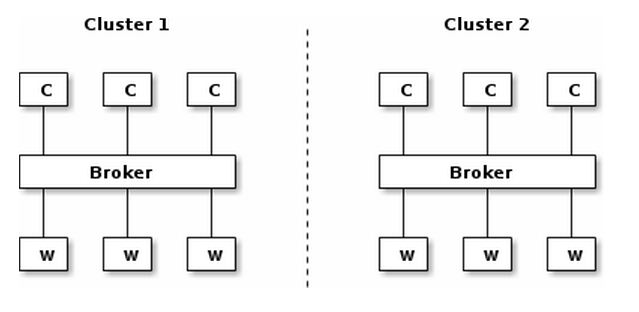 Cluster 1 Cluster 2
C C C C C C
Broker Broker
W W W W W W